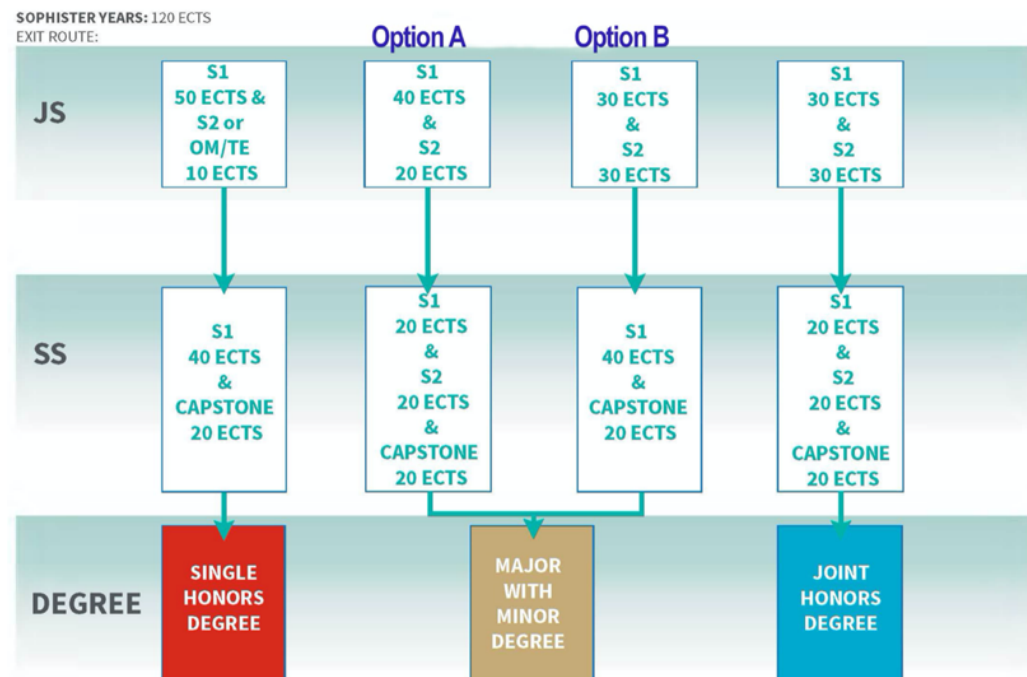 SOPHISTER YEARS: 120 ECTS
EXIT ROUTE:
Option A
Option B
JS
S1
50 ECTS &
S2 or
OM/TE
10 ECTS
S1
40 ECTS
&
S2
20 ECTS
S1
30 ECTS
&
S2
30 ECTS
S1
30 ECTS
&
S2
30 ECTS
SS
S1
40 ECTS
&
CAPSTONE
20 ECTS
S1
20 ECTS
&
S2
20 ECTS
&
CAPSTONE
20 ECTS
S1
40 ECTS
&
CAPSTONE
20 ECTS
S1
20 ECTS
&
S2
20 ECTS
&
CAPSTONE
20 ECTS
DEGREE
SINGLE
HONORS
DEGREE
MAJOR
WITH
MINOR
DEGREE
JOINT
HONORS
DEGREE